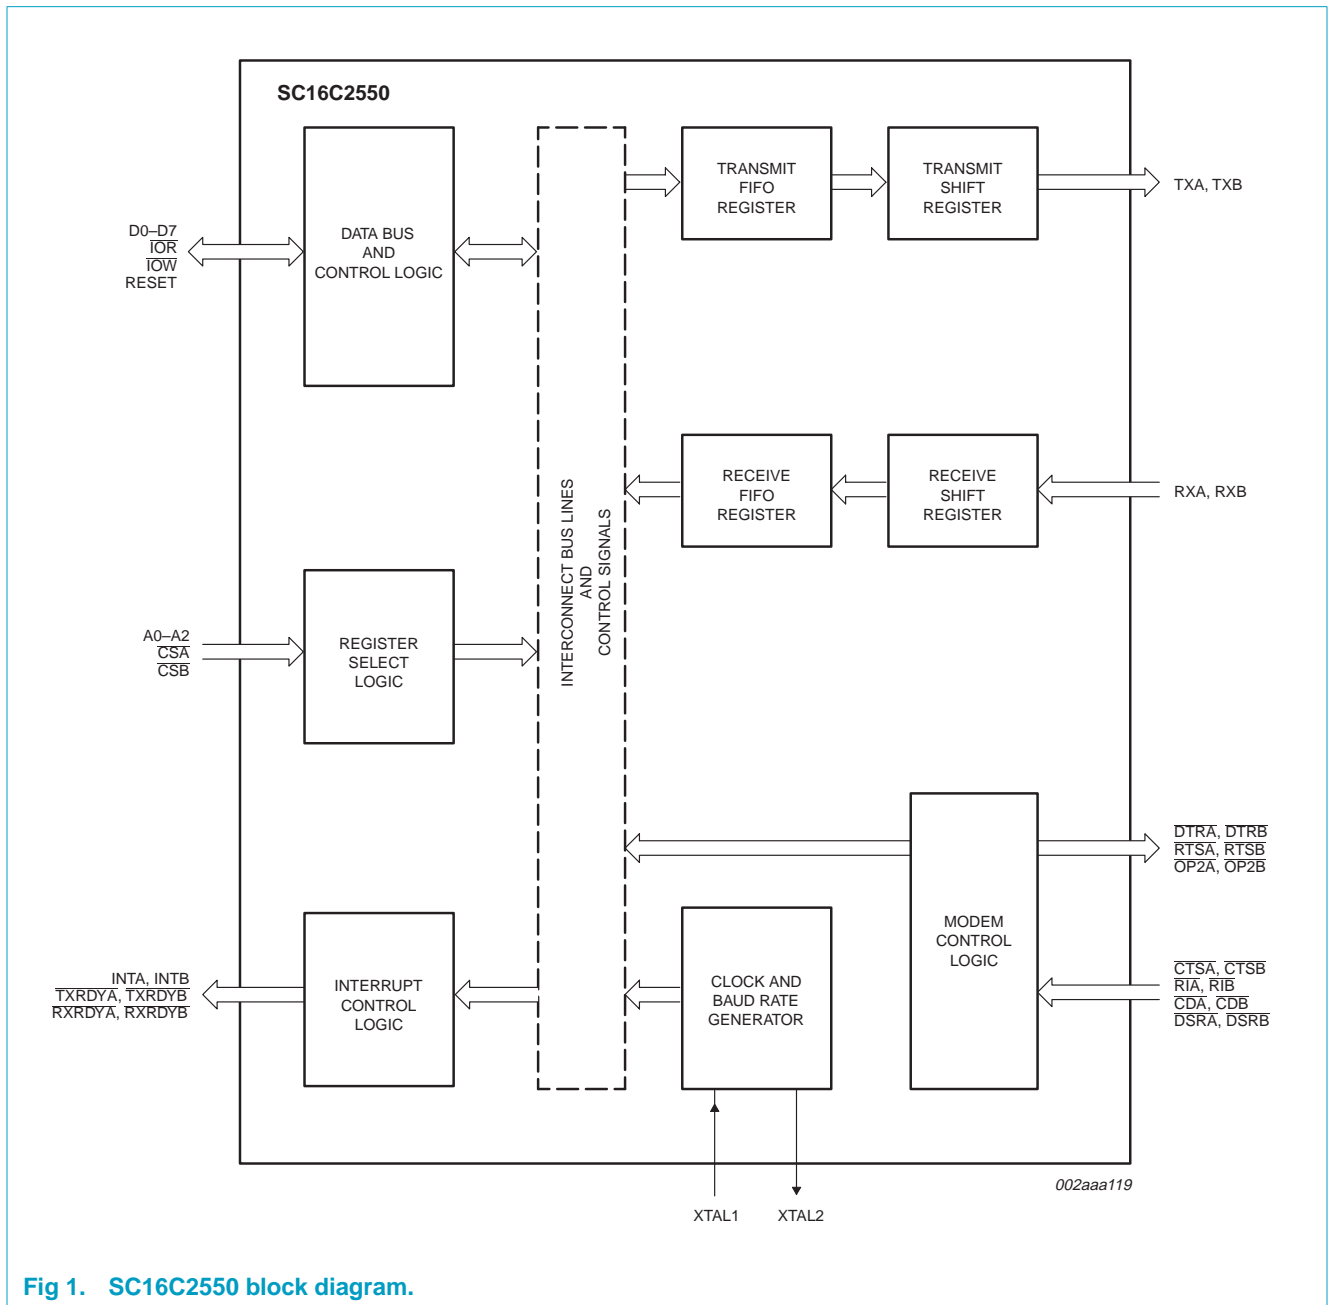 SC16C2550
D0–D7
IOR
IOW
RESET
DATA BUS
AND
CONTROL LOGIC
TRANSMIT
FIFO
REGISTER
TRANSMIT
SHIFT
REGISTER
TXA, TXB
RECEIVE
FIFO
REGISTER
RECEIVE
SHIFT
REGISTER
RXA, RXB
INTERCONNECT BUS LINES
AND
CONTROL SIGNALS
A0–A2
CSA
CSB
REGISTER
SELECT
LOGIC
DTRA, DTRB
RTSA, RTSB
OP2A, OP2B
MODEM
CONTROL
LOGIC
CTSA, CTSB
RIA, RIB
CDA, CDB
DSRA, DSRB
INTA, INTB
TXRDYA, TXRDYB
RXRDYA, RXRDYB
INTERRUPT
CONTROL
LOGIC
CLOCK AND
BAUD RATE
GENERATOR
XTAL1
XTAL2
002aaa119
Fig 1. SC16C2550 block diagram.